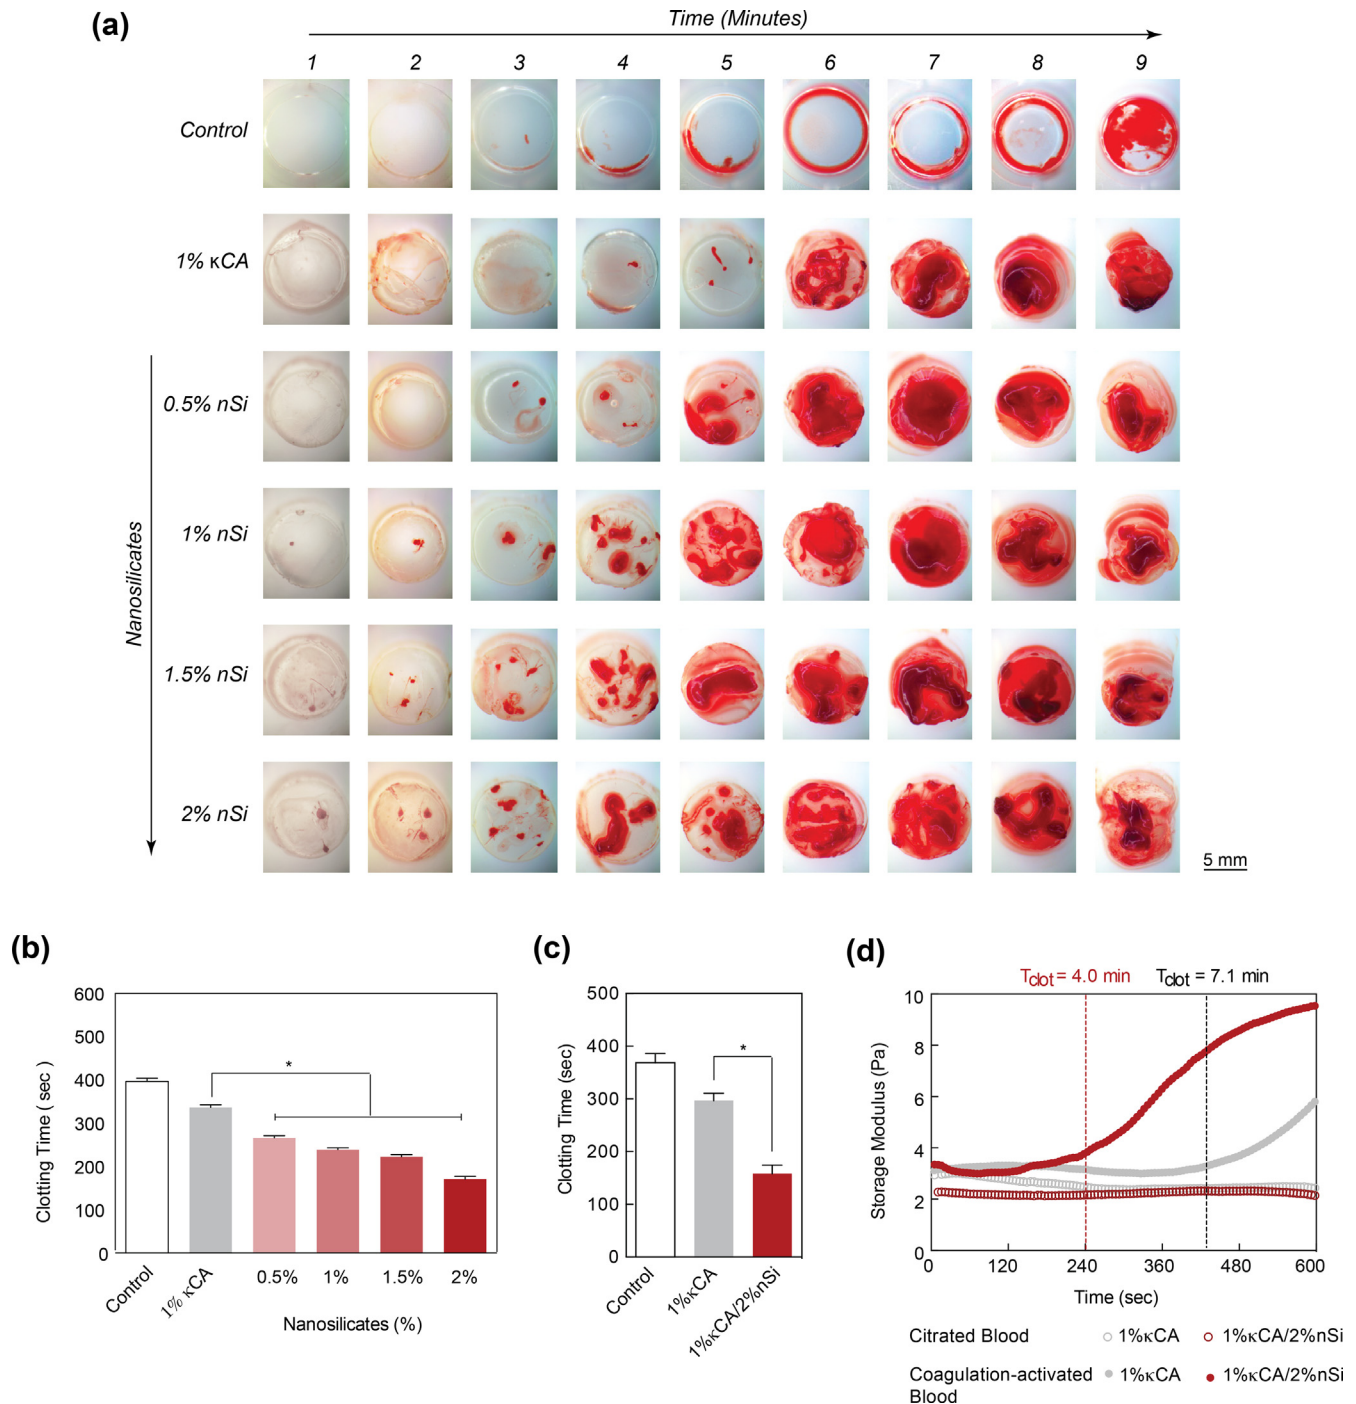 (a)
Time (Minutes)
1 2 3 4 5 6 7 8 9
Control
1% κCA
0.5% nSi
1% nSi
1.5% nSi
2% nSi
Nanosilicates
5 mm
(b)
Clotting Time ( sec )
600
500
400
300
200
100
0
*
Control
1% κCA
0.5% 1% 1.5% 2%
Nanosilicates (%)
(c)
Clotting Time (sec)
500
400
300
200
100
0
*
Control
1%κCA
1%κCA/2%nSi
(d)
Tclot = 4.0 min Tclot = 7.1 min
Storage Modulus (Pa)
10
8
6
4
2
0
0 120 240 360 480 600
Time (sec)
Citrated Blood 1%κCA 1%κCA/2%nSi
Coagulation-activated 1%κCA 1%κCA/2%nSi
Blood